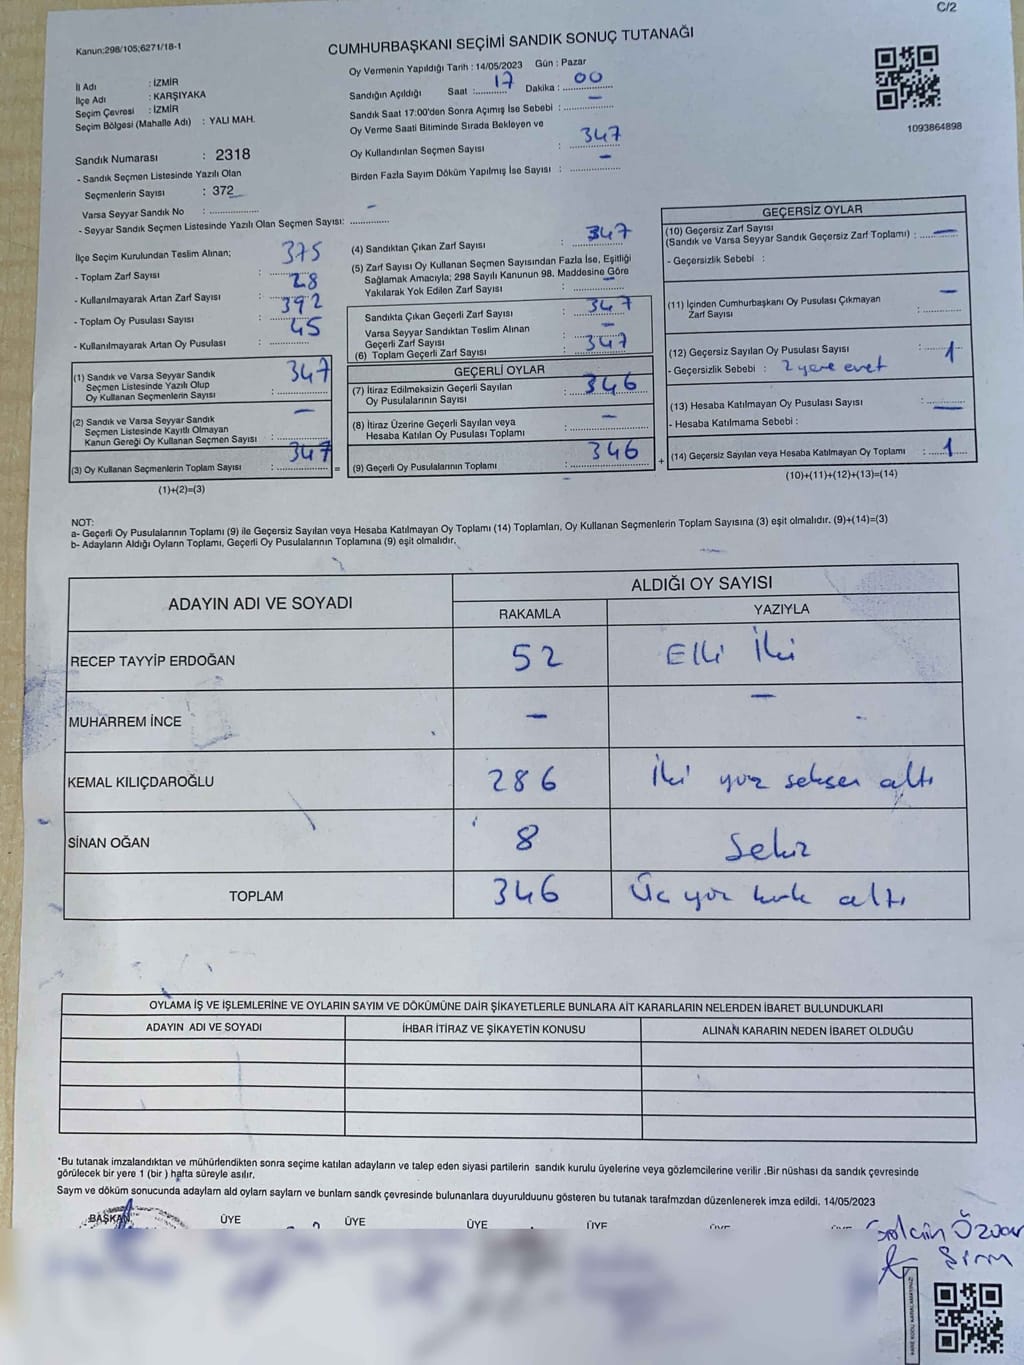 C/2
Kanun:298/105;6271/18-1
CUMHURBAŞKANI SEÇİMİ SANDIK SONUÇ TUTANAĞI
İl Adı : İZMİR
İlçe Adı : KARŞIYAKA
Seçim Çevresi : İZMİR
Seçim Bölgesi (Mahalle Adı) : YALI MAH.
Sandık Numarası : 2318
- Sandık Seçmen Listesinde Yazılı Olan
Seçmenlerin Sayısı : 372
Varsa Seyyar Sandık No : –
- Seyyar Sandık Seçmen Listesinde Yazılı Olan Seçmen Sayısı:
Oy Vermenin Yapıldığı Tarih : 14/05/2023 Gün : Pazar
Sandığın Açıldığı Saat : 17 Dakika : 00
Sandık Saat 17:00'den Sonra Açımış İse Sebebi : –
Oy Verme Saati Bitiminde Sırada Bekleyen ve
Oy Kullandırılan Seçmen Sayısı : 347
Birden Fazla Sayım Döküm Yapılmış İse Sayısı : –
1093864898
İlçe Seçim Kurulundan Teslim Alınan;
- Toplam Zarf Sayısı : 375
- Kullanılmayarak Artan Zarf Sayısı : 28
- Toplam Oy Pusulası Sayısı : 392
- Kullanılmayarak Artan Oy Pusulası : 45
(1) Sandık ve Varsa Seyyar Sandık
Seçmen Listesinde Yazılı Olup
Oy Kullanan Seçmenlerin Sayısı : 347
(2) Sandık ve Varsa Seyyar Sandık
Seçmen Listesinde Kayıtlı Olmayan
Kanun Gereği Oy Kullanan Seçmen Sayısı : –
(3) Oy Kullanan Seçmenlerin Toplam Sayısı : 347
=
(1)+(2)=(3)
(4) Sandıktan Çıkan Zarf Sayısı : 347
(5) Zarf Sayısı Oy Kullanan Seçmen Sayısından Fazla İse, Eşitliği
Sağlamak Amacıyla; 298 Sayılı Kanunun 98. Maddesine Göre
Yakılarak Yok Edilen Zarf Sayısı : –
Sandıkta Çıkan Geçerli Zarf Sayısı : 347
Varsa Seyyar Sandıktan Teslim Alınan
Geçerli Zarf Sayısı : –
(6) Toplam Geçerli Zarf Sayısı : 347
GEÇERLİ OYLAR
(7) İtiraz Edilmeksizin Geçerli Sayılan
Oy Pusulalarının Sayısı : 346
(8) İtiraz Üzerine Geçerli Sayılan veya
Hesaba Katılan Oy Pusulası Toplamı : –
(9) Geçerli Oy Pusulalarının Toplamı : 346
+
GEÇERSİZ OYLAR
(10) Geçersiz Zarf Sayısı
(Sandık ve Varsa Seyyar Sandık Geçersiz Zarf Toplamı) : –
- Geçersizlik Sebebi :
(11) İçinden Cumhurbaşkanı Oy Pusulası Çıkmayan
Zarf Sayısı : –
(12) Geçersiz Sayılan Oy Pusulası Sayısı : 1
- Geçersizlik Sebebi : 2 yere evet
(13) Hesaba Katılmayan Oy Pusulası Sayısı : –
- Hesaba Katılmama Sebebi :
(14) Geçersiz Sayılan veya Hesaba Katılmayan Oy Toplamı : 1
(10)+(11)+(12)+(13)=(14)
NOT:
a- Geçerli Oy Pusulalarının Toplamı (9) ile Geçersiz Sayılan veya Hesaba Katılmayan Oy Toplamı (14) Toplamları, Oy Kullanan Seçmenlerin Toplam Sayısına (3) eşit olmalıdır. (9)+(14)=(3)
b- Adayların Aldığı Oyların Toplamı, Geçerli Oy Pusulalarının Toplamına (9) eşit olmalıdır.
ADAYIN ADI VE SOYADI
ALDIĞI OY SAYISI
RAKAMLA YAZIYLA
RECEP TAYYİP ERDOĞAN 52 Elli İki
MUHARREM İNCE – –
KEMAL KILIÇDAROĞLU 286 İki yüz seksen altı
SİNAN OĞAN 8 Sekiz
TOPLAM 346 Üç yüz kırk altı
OYLAMA İŞ VE İŞLEMLERİNE VE OYLARIN SAYIM VE DÖKÜMÜNE DAİR ŞİKAYETLERLE BUNLARA AİT KARARLARIN NELERDEN İBARET BULUNDUKLARI
ADAYIN ADI VE SOYADI İHBAR İTİRAZ VE ŞİKAYETİN KONUSU ALINAN KARARIN NEDEN İBARET OLDUĞU
*Bu tutanak imzalandıktan ve mühürlendikten sonra seçime katılan adayların ve talep eden siyasi partilerin sandık kurulu üyelerine veya gözlemcilerine verilir .Bir nüshası da sandık çevresinde
görülecek bir yere 1 (bir ) hafta süreyle asılır.
Saym ve döküm sonucunda adaylarn ald oylarn saylarn ve bunlarn sandk çevresinde bulunanlara duyurulduunu gösteren bu tutanak tarafmzdan düzenlenerek imza edildi. 14/05/2023
BAŞKAN ÜYE ÜYE ÜYE ÜYE